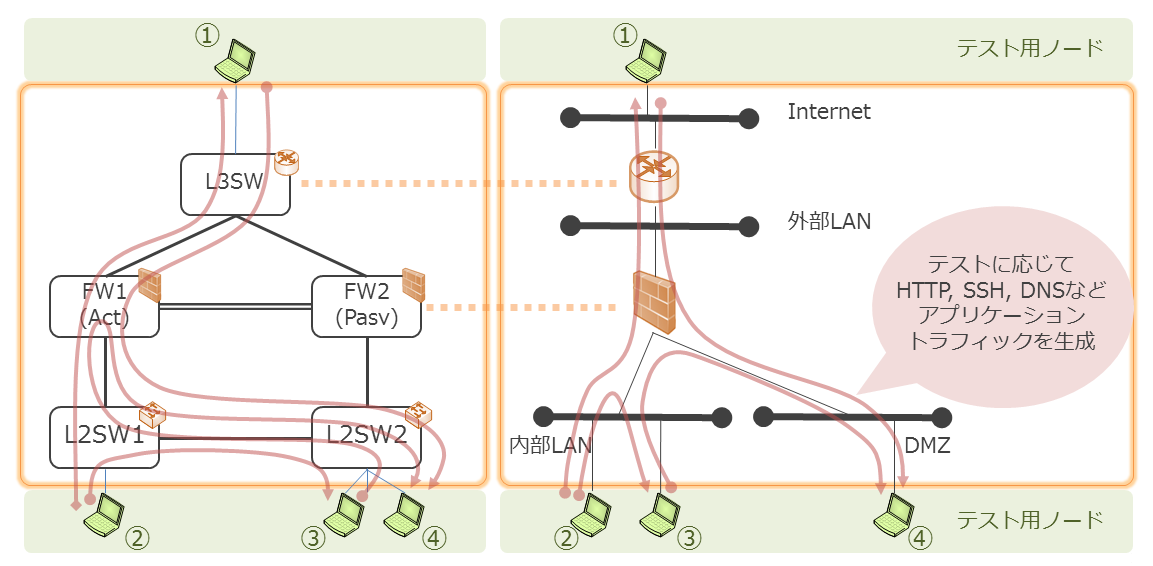 ①
L3SW
FW1
(Act)
FW2
(Pasv)
L2SW1
L2SW2
②
③
④
①
テスト用ノード
Internet
外部LAN
テストに応じて
HTTP, SSH, DNSなど
アプリケーション
トラフィックを生成
内部LAN
DMZ
②
③
④
テスト用ノード